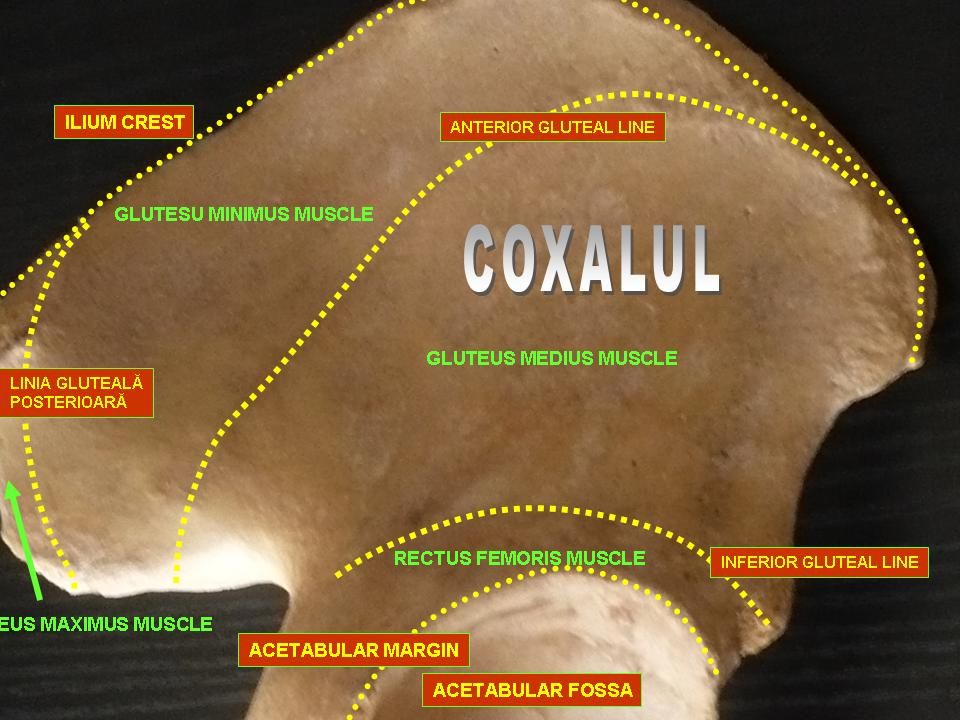 ILIUM CREST
ANTERIOR GLUTEAL LINE
GLUTESU MINIMUS MUSCLE
COXALUL
GLUTEUS MEDIUS MUSCLE
LINIA GLUTEALĂ
POSTERIOARĂ
RECTUS FEMORIS MUSCLE
INFERIOR GLUTEAL LINE
EUS MAXIMUS MUSCLE
ACETABULAR MARGIN
ACETABULAR FOSSA